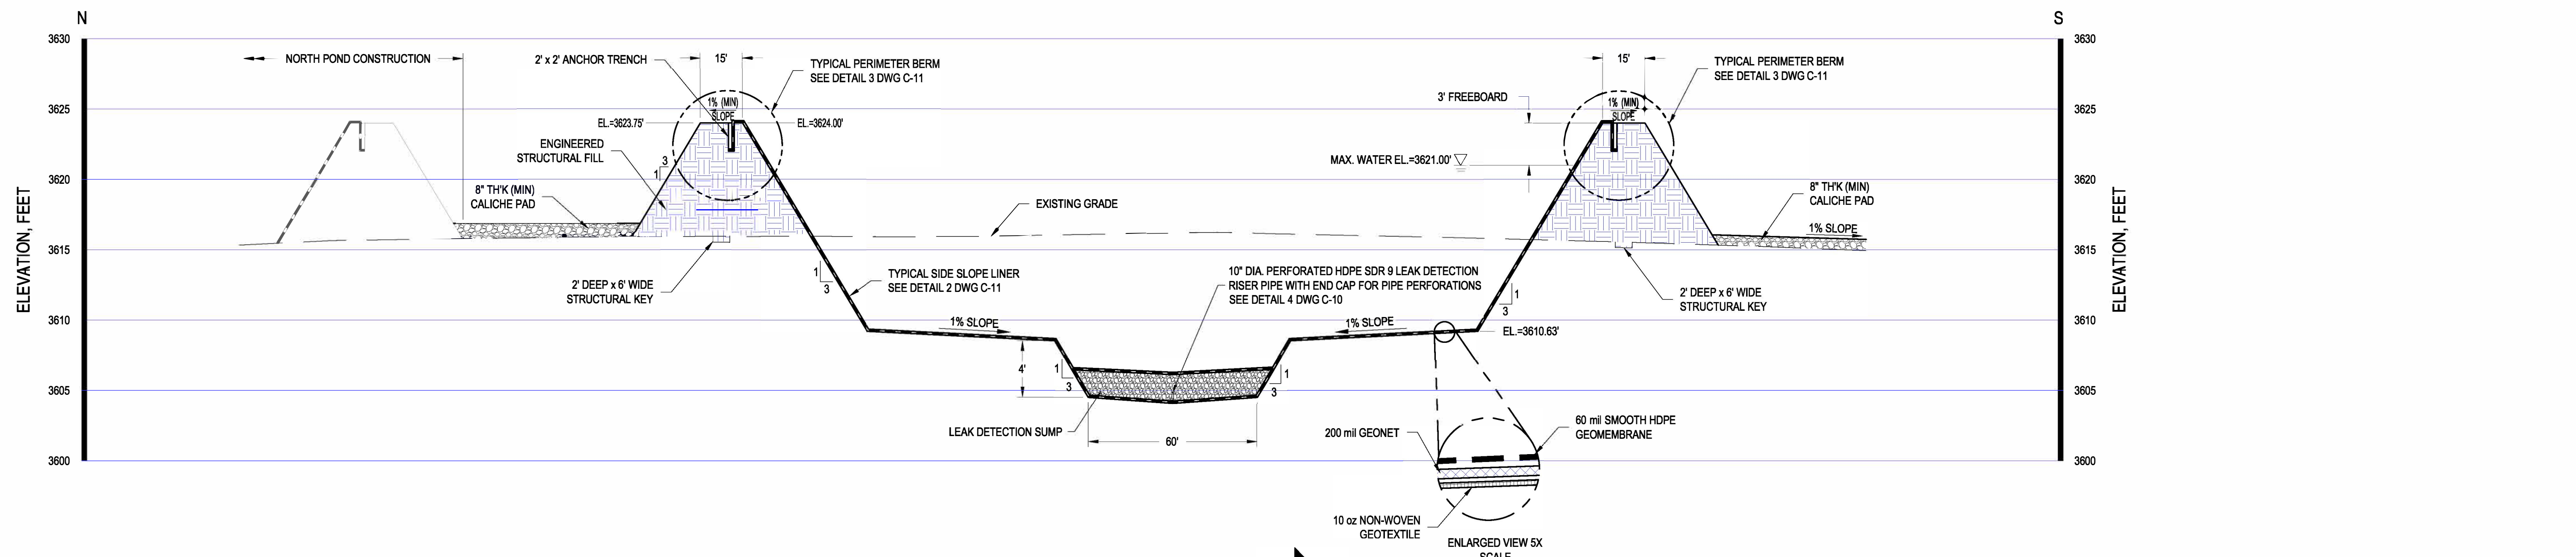 N
S
3630
3630
NORTH POND CONSTRUCTION
2' x 2' ANCHOR TRENCH
15'
TYPICAL PERIMETER BERM
SEE DETAIL 3 DWG C-11
15'
TYPICAL PERIMETER BERM
SEE DETAIL 3 DWG C-11
3625
1% (MIN)
SLOPE
3' FREEBOARD
1% (MIN)
SLOPE
3625
EL.=3623.75'
EL.=3624.00'
ENGINEERED
STRUCTURAL FILL
3
1
MAX. WATER EL.=3621.00'
3620
3620
8" TH'K (MIN)
CALICHE PAD
EXISTING GRADE
8" TH'K (MIN)
CALICHE PAD
1% SLOPE
ELEVATION, FEET
ELEVATION, FEET
3615
3615
2' DEEP x 6' WIDE
STRUCTURAL KEY
1
3
TYPICAL SIDE SLOPE LINER
SEE DETAIL 2 DWG C-11
10" DIA. PERFORATED HDPE SDR 9 LEAK DETECTION
RISER PIPE WITH END CAP FOR PIPE PERFORATIONS
SEE DETAIL 4 DWG C-10
1
3
2' DEEP x 6' WIDE
STRUCTURAL KEY
3610
1% SLOPE
1% SLOPE
EL.=3610.63'
3610
4'
1
3
1
3
3605
3605
LEAK DETECTION SUMP
60'
200 mil GEONET
60 mil SMOOTH HDPE
GEOMEMBRANE
3600
3600
10 oz NON-WOVEN
GEOTEXTILE
ENLARGED VIEW 5X
SCALE